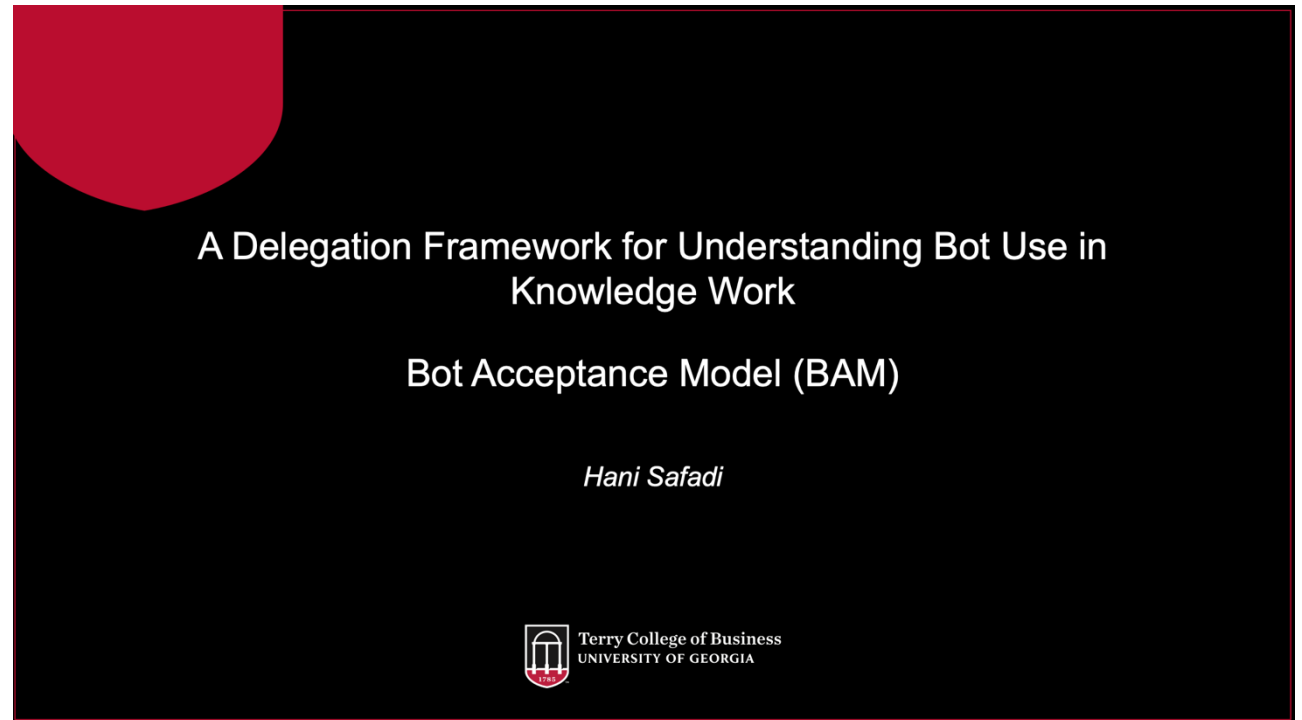 A Delegation Framework for Understanding Bot Use in
Knowledge Work
Bot Acceptance Model (BAM)
Hani Safadi
Terry College of Business
UNIVERSITY OF GEORGIA
1785